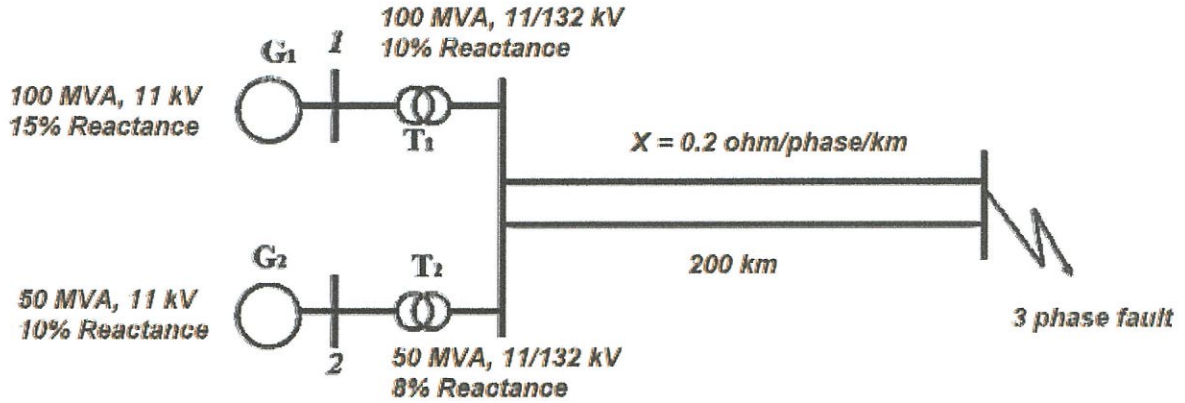 100 MVA, 11/132 kV
10% Reactance
G1
1
100 MVA, 11 kV
15% Reactance
T1
X = 0.2 ohm/phase/km
G2
T2
200 km
50 MVA, 11 kV
10% Reactance
3 phase fault
2
50 MVA, 11/132 kV
8% Reactance